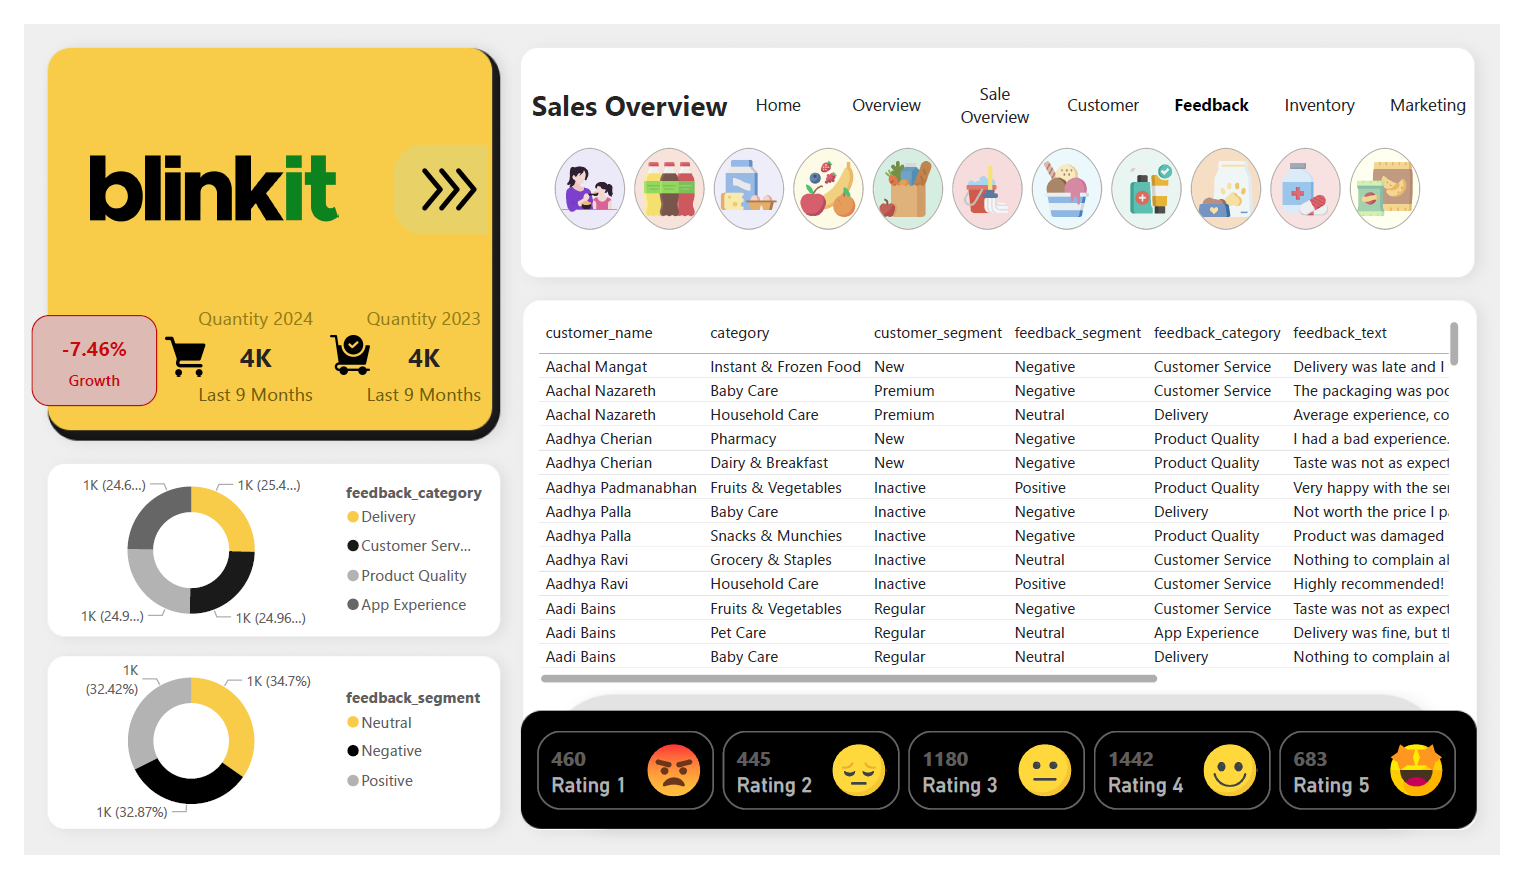 blinkit
Quantity 2024
Quantity 2023
-7.46%
Growth
4K
4K
Last 9 Months
Last 9 Months
Sales Overview
Home
Overview
Sale
Overview
Customer
Feedback
Inventory
Marketing
1K (24.6...)
1K (25.4...)
1K (24.9...)
1K (24.96...)
feedback_category
Delivery
Customer Serv...
Product Quality
App Experience
1K
(32.42%)
1K (34.7%)
1K (32.87%)
feedback_segment
Neutral
Negative
Positive
customer_name category customer_segment feedback_segment feedback_category feedback_text
Aachal Mangat Instant & Frozen Food New Negative Customer Service Delivery was late and I
Aachal Nazareth Baby Care Premium Negative Customer Service The packaging was poo
Aachal Nazareth Household Care Premium Neutral Delivery Average experience, co
Aadhya Cherian Pharmacy New Negative Product Quality I had a bad experience.
Aadhya Cherian Dairy & Breakfast New Negative Product Quality Taste was not as expect
Aadhya Padmanabhan Fruits & Vegetables Inactive Positive Product Quality Very happy with the ser
Aadhya Palla Baby Care Inactive Negative Delivery Not worth the price I pa
Aadhya Palla Snacks & Munchies Inactive Negative Product Quality Product was damaged
Aadhya Ravi Grocery & Staples Inactive Neutral Customer Service Nothing to complain al
Aadhya Ravi Household Care Inactive Positive Customer Service Highly recommended!
Aadi Bains Fruits & Vegetables Regular Negative Customer Service Taste was not as expect
Aadi Bains Pet Care Regular Neutral App Experience Delivery was fine, but tl
Aadi Bains Baby Care Regular Neutral Delivery Nothing to complain al
460
Rating 1
445
Rating 2
1180
Rating 3
1442
Rating 4
683
Rating 5